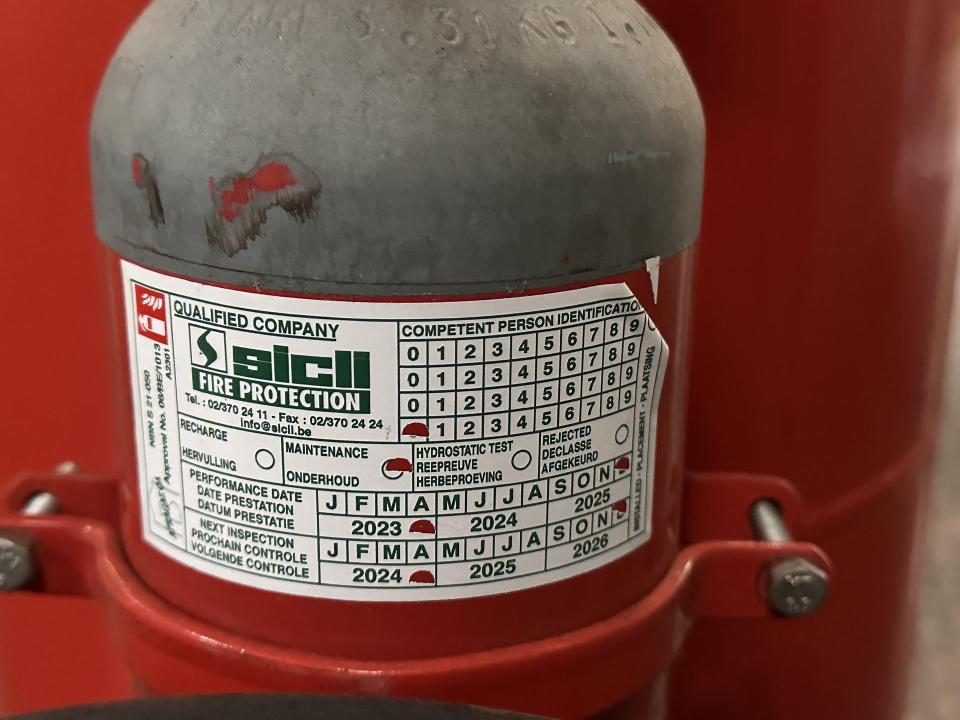 3.31 KG
QUALIFIED COMPANY
sicli
FIRE PROTECTION
Tel. : 02/370 24 11 - Fax : 02/370 24 24
info@sicli.be
NBN S 21-050
Approval No. 06/BE/1013
A2301
COMPETENT PERSON IDENTIFICATIO
0 1 2 3 4 5 6 7 8 9
0 1 2 3 4 5 6 7 8 9
0 1 2 3 4 5 6 7 8 9
1 2 3 4 5 6 7 8 9
RECHARGE
HERVULLING
MAINTENANCE
ONDERHOUD
HYDROSTATIC TEST
REEPREUVE
HERBEPROEVING
REJECTED
DECLASSE
AFGEKEURD
PERFORMANCE DATE
DATE PRESTATION
DATUM PRESTATIE
J F M A M J J A S O N
2023 2024 2025
NEXT INSPECTION
PROCHAIN CONTROLE
VOLGENDE CONTROLE
J F M A M J J A S O N
2024 2025 2026
INSTALLED - PLACEMENT - PLAATSING